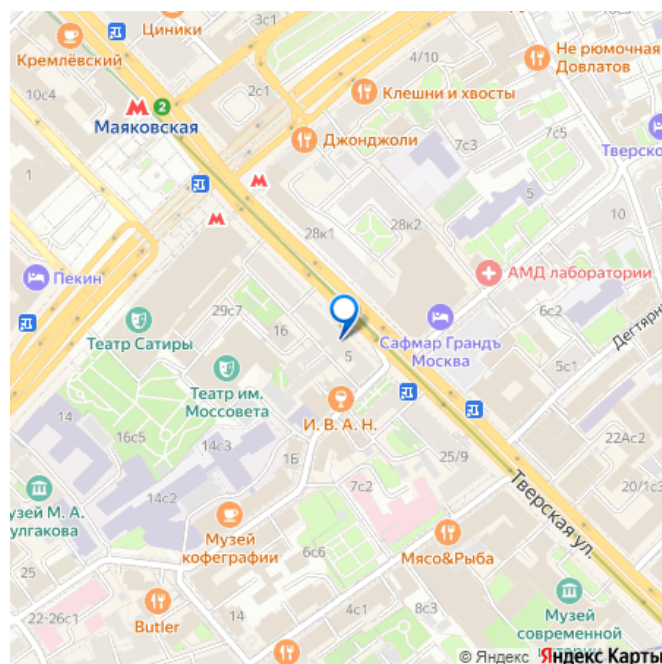 3с1
Циники
Кремлёвский
4/10
Не рюмочная
Довлатов
10с4
2с1
Клешни и хвосты
2
Маяковская
Джонджоли
7с3
7с5
Тверско
1
5
10
28к2
28к1
АМД лаборатории
Пекин
29с7
16
6с2
Театр Сатиры
Сафмар Грандъ
Москва
Дегтярн
5
5с1
Театр им.
Моссовета
14
И. В. А. Н.
16с5
14с3
1Б
25/9
22Ас2
14с2
7с2
20/1с3
Тверская ул.
узей М. А.
улгакова
Музей
кофеграфии
6с6
Мясо&Рыба
25
22-26с1
14
4с1
8с3
Butler
Музей
современной
© Яндекс Яндекс Карты